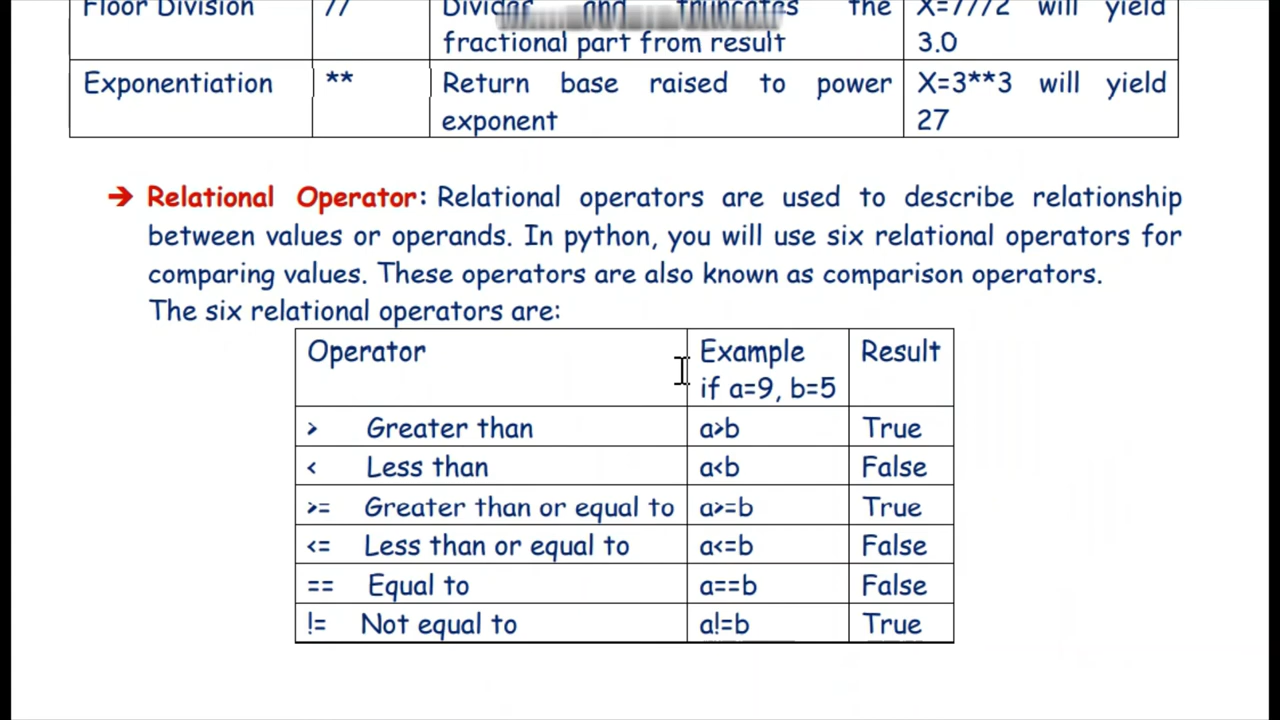 Floor Division // Divides and truncates the X=7//2 will yield
fractional part from result 3.0
Exponentiation ** Return base raised to power X=3**3 will yield
exponent 27
➔ Relational Operator: Relational operators are used to describe relationship
between values or operands. In python, you will use six relational operators for
comparing values. These operators are also known as comparison operators.
The six relational operators are:
Operator Example Result
if a=9, b=5
> Greater than a>b True
< Less than a<b False
>= Greater than or equal to a>=b True
<= Less than or equal to a<=b False
== Equal to a==b False
!= Not equal to a!=b True